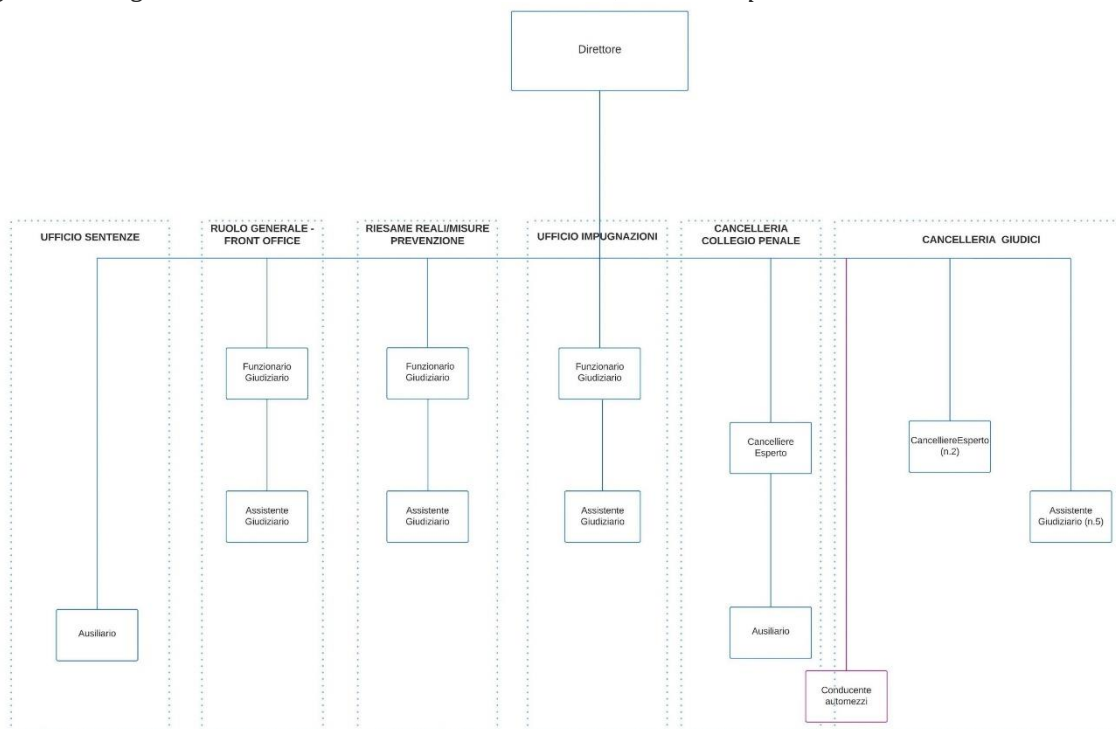 Direttore
UFFICIO SENTENZE
RUOLO GENERALE -
FRONT OFFICE
RIESAME REALI/MISURE
PREVENZIONE
UFFICIO IMPUGNAZIONI
CANCELLERIA
COLLEGIO PENALE
CANCELLERIA GIUDICI
Funzionario
Giudiziario
Funzionario
Giudiziario
Funzionario
Giudiziario
Cancelliere
Esperto
CancelliereEsperto
(n.2)
Assistente
Giudiziario
Assistente
Giudiziario
Assistente
Giudiziario
Assistente
Giudiziario (n.5)
Ausiliario
Ausiliario
Conducente
automezzi